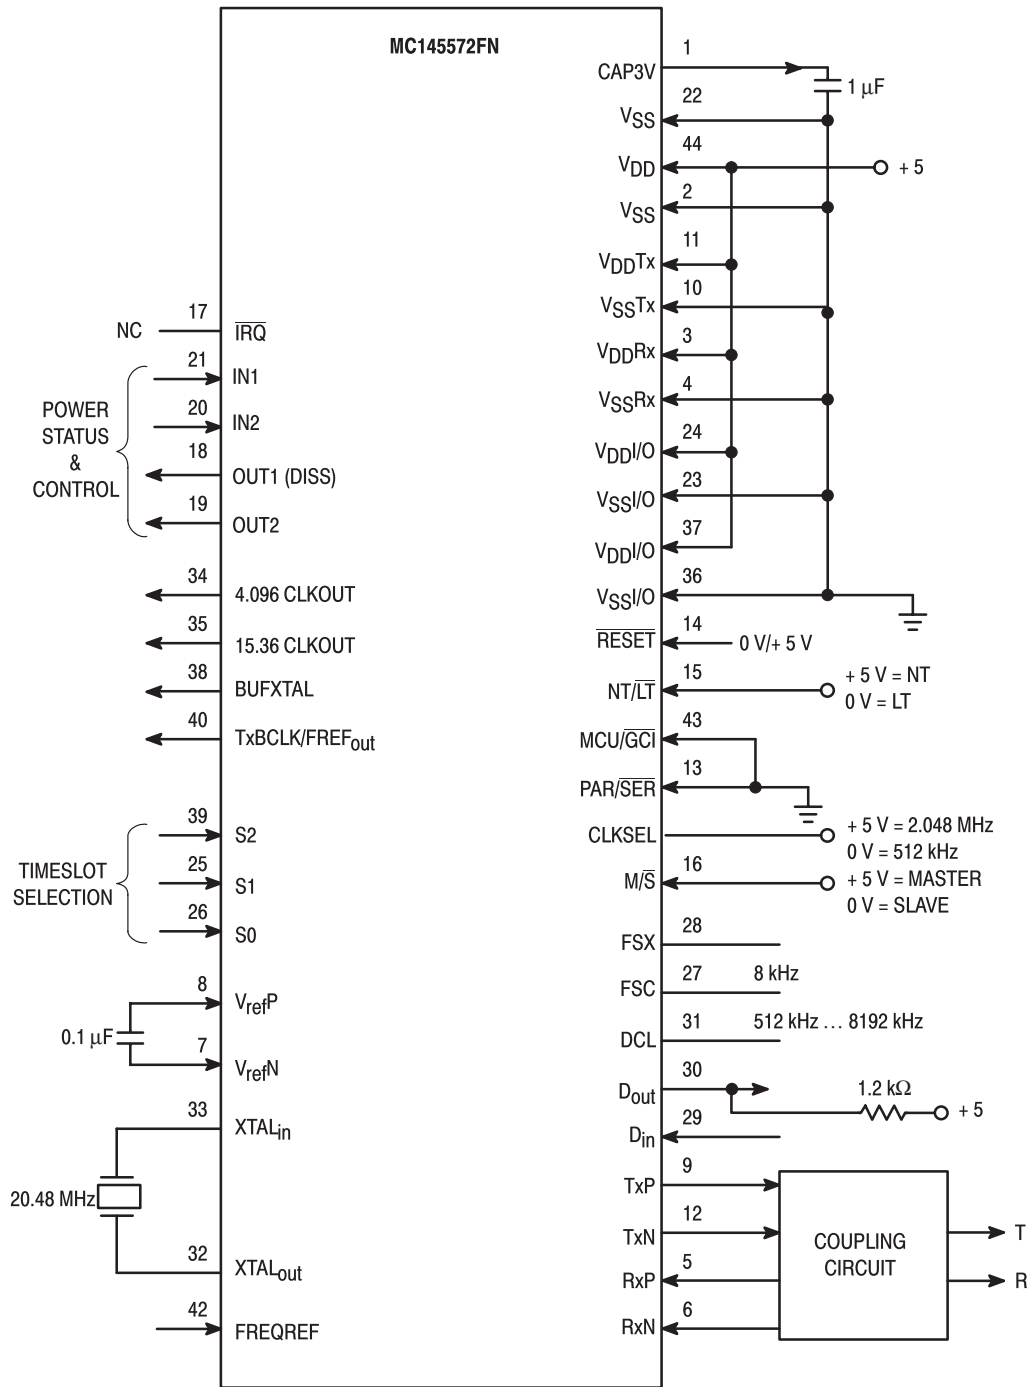 MC145572FN
17
NC
IRQ
21
IN1
20
IN2
18
OUT1 (DISS)
19
OUT2
POWER
STATUS
&
CONTROL
34
4.096 CLKOUT
35
15.36 CLKOUT
38
BUFXTAL
40
TxBCLK/FREFout
39
S2
25
S1
26
S0
TIMESLOT
SELECTION
8
VrefP
0.1 µF
7
VrefN
33
XTALin
20.48 MHz
32
XTALout
42
FREQREF
1
CAP3V
1 µF
22
VSS
44
VDD
+ 5
2
VSS
11
VDDTx
10
VSSTx
3
VDDRx
4
VSSRx
24
VDDI/O
23
VSSI/O
37
VDDI/O
36
VSSI/O
14
RESET
0 V/+ 5 V
15
NT/LT
+ 5 V = NT
0 V = LT
43
MCU/GCI
13
PAR/SER
CLKSEL
+ 5 V = 2.048 MHz
0 V = 512 kHz
16
M/S
+ 5 V = MASTER
0 V = SLAVE
28
FSX
27
FSC
8 kHz
31
DCL
512 kHz … 8192 kHz
30
Dout
1.2 kΩ
+ 5
29
Din
9
TxP
12
TxN
5
RxP
6
RxN
COUPLING
CIRCUIT
T
R